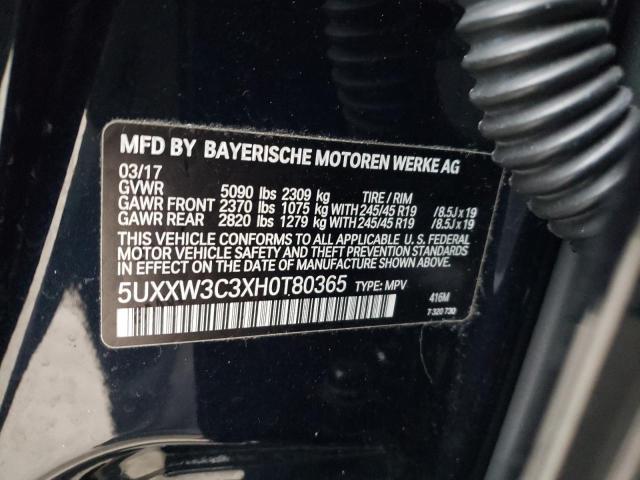 MFD BY BAYERISCHE MOTOREN WERKE AG
03/17
GVWR 5090 lbs 2309 kg TIRE / RIM
GAWR FRONT 2370 lbs 1075 kg WITH 245/45 R19 /8.5J x 19
GAWR REAR 2820 lbs 1279 kg WITH 245/45 R19 /8.5J x 19
THIS VEHICLE CONFORMS TO ALL APPLICABLE U. S. FEDERAL
MOTOR VEHICLE SAFETY AND THEFT PREVENTION STANDARDS
IN EFFECT ON THE DATE OF MANUFACTURE SHOWN ABOVE.
5UXXW3C3XH0T80365 TYPE: MPV 416M
7 320 730